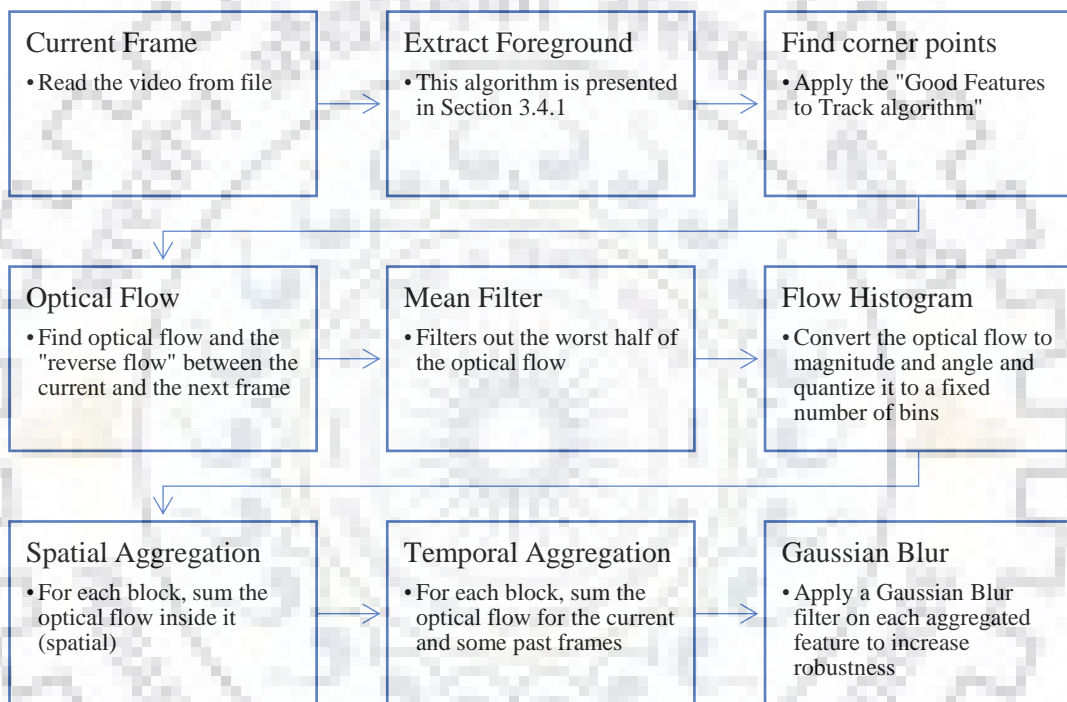 Current Frame
• Read the video from file
Extract Foreground
• This algorithm is presented
in Section 3.4.1
Find corner points
• Apply the "Good Features
to Track algorithm"
Optical Flow
• Find optical flow and the
"reverse flow" between the
current and the next frame
Mean Filter
• Filters out the worst half of
the optical flow
Flow Histogram
• Convert the optical flow to
magnitude and angle and
quantize it to a fixed
number of bins
Spatial Aggregation
• For each block, sum the
optical flow inside it
(spatial)
Temporal Aggregation
• For each block, sum the
optical flow for the current
and some past frames
Gaussian Blur
• Apply a Gaussian Blur
filter on each aggregated
feature to increase
robustness